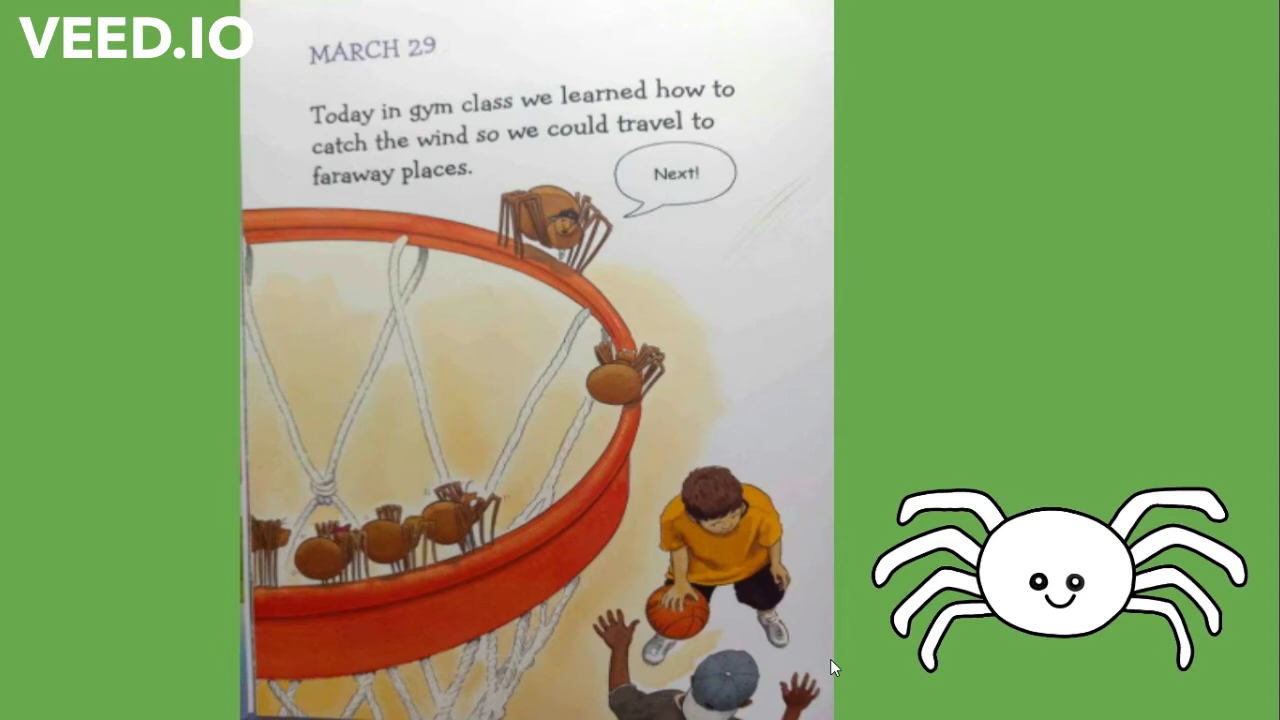 VEED.IO
MARCH 29
Today in gym class we learned how to
catch the wind so we could travel to
faraway places.
Next!